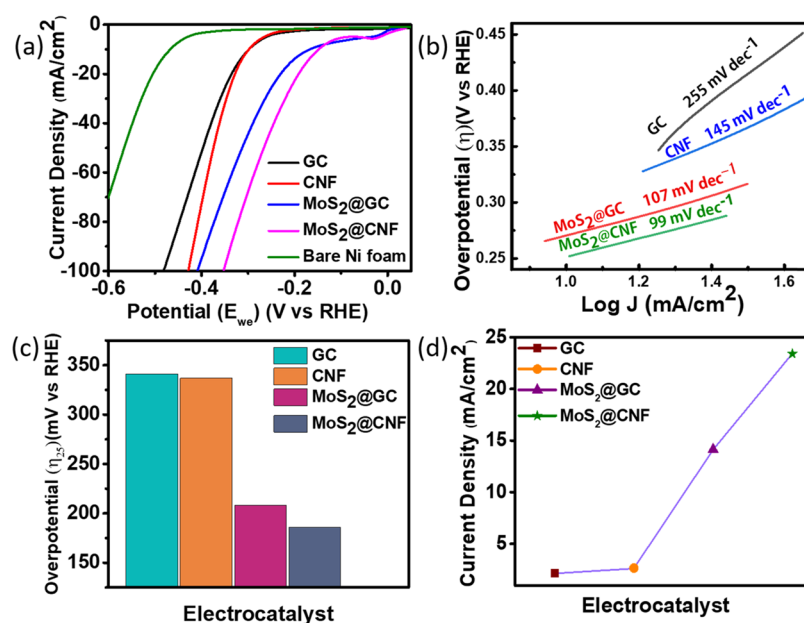 (a)
0
-20
-40
-60
-80
-100
Current Density (mA/cm²)
-0.6
-0.4
-0.2
0.0
Potential (E_we) (V vs RHE)
GC
CNF
MoS₂@GC
MoS₂@CNF
Bare Ni foam
(b)
0.45
0.40
0.35
0.30
0.25
Overpotential (η)(V vs RHE)
GC 255 mV dec⁻¹
CNF 145 mV dec⁻¹
MoS₂@GC 107 mV dec⁻¹
MoS₂@CNF 99 mV dec⁻¹
1.0
1.2
1.4
1.6
Log J (mA/cm²)
(c)
350
300
250
200
150
Overpotential (η₂₅)(mV vs RHE)
GC
CNF
MoS₂@GC
MoS₂@CNF
Electrocatalyst
(d)
25
20
15
10
5
Current Density (mA/cm²)
GC
CNF
MoS₂@GC
MoS₂@CNF
Electrocatalyst